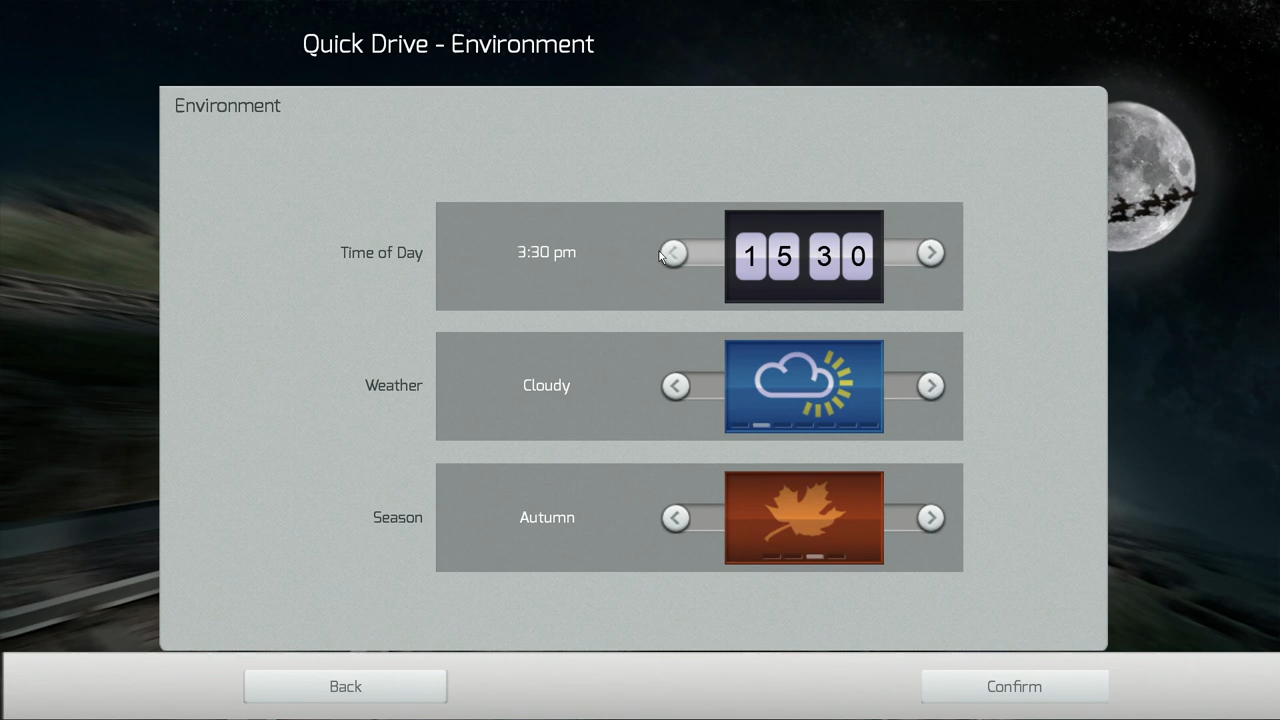 Quick Drive - Environment
Environment
Time of Day
3:30 pm
1 5 3 0
Weather
Cloudy
Season
Autumn
Back
Confirm